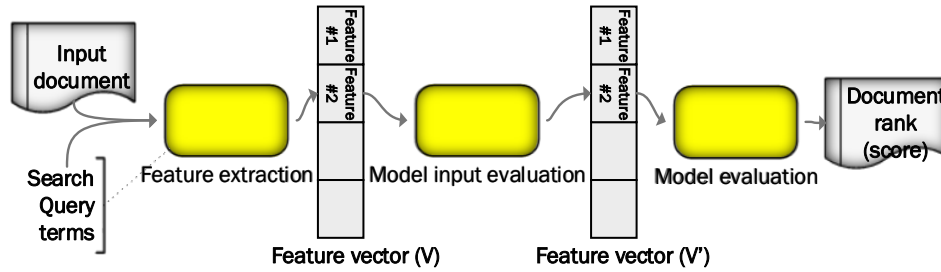 Input
document
Search
Query
terms
Feature extraction
Feature
#1
Feature
#2
Feature vector (V)
Model input evaluation
Feature
#1
Feature
#2
Feature vector (V')
Model evaluation
Document
rank
(score)